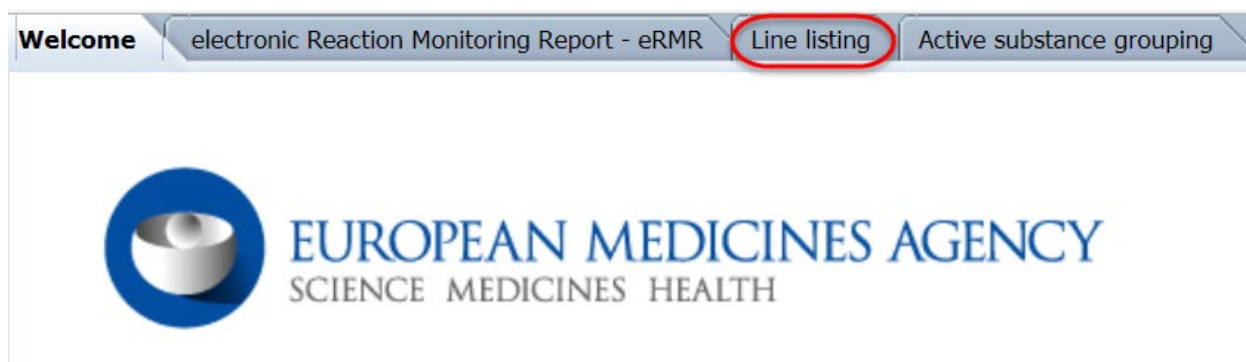 Welcome electronic Reaction Monitoring Report - eRMR Line listing Active substance grouping
EUROPEAN MEDICINES AGENCY
SCIENCE MEDICINES HEALTH